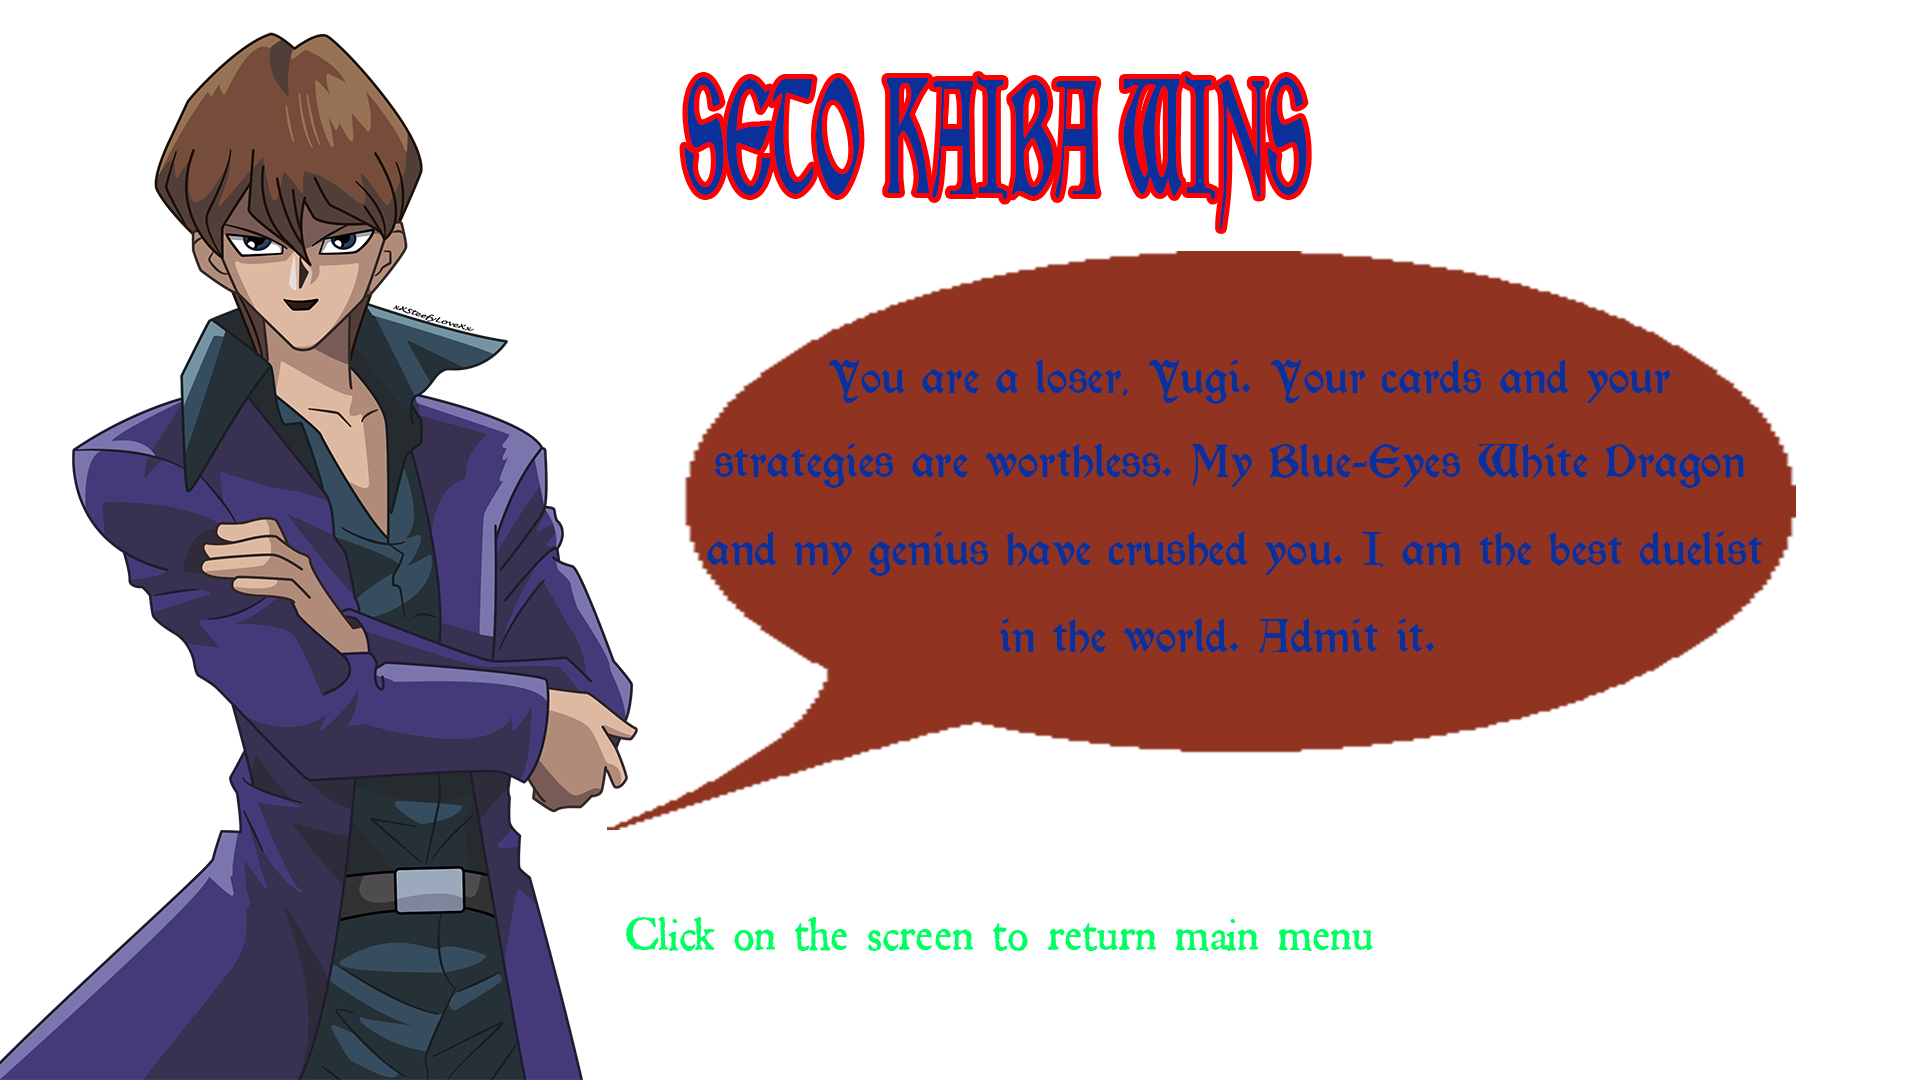 SETO KAIBA WINS
xXSteefyLoveXx
You are a loser, Yugi. Your cards and your
strategies are worthless. My Blue-Eyes White Dragon
and my genius have crushed you. I am the best duelist
in the world. Admit it.
Click on the screen to return main menu